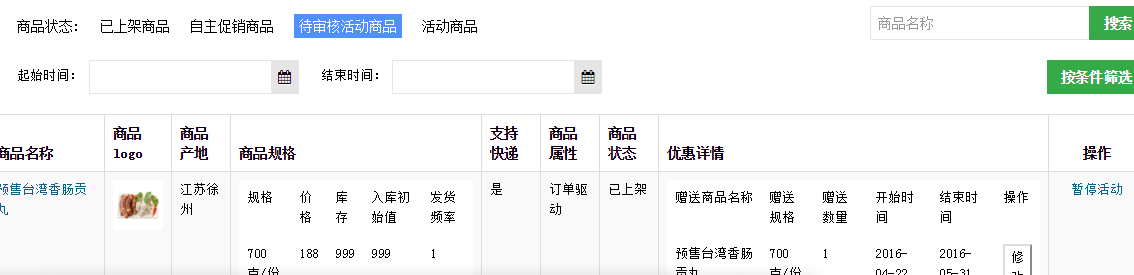 商品状态： 已上架商品 自主促销商品 待审核活动商品 活动商品 商品名称 搜索
起始时间： 结束时间： 按条件筛选
商品名称 商品 logo 商品产地 商品规格 支持快递 商品属性 商品状态 优惠详情 操作
预售台湾香肠贡丸 江苏徐州 是 订单驱动 已上架 暂停活动
规格 价格 库存 入库初始值 发货频率
700克/份 188 999 999 1
赠送商品名称 赠送规格 赠送数量 开始时间 结束时间 操作
预售台湾香肠贡丸 700克/份 1 2016-04-22 2016-05-31 修